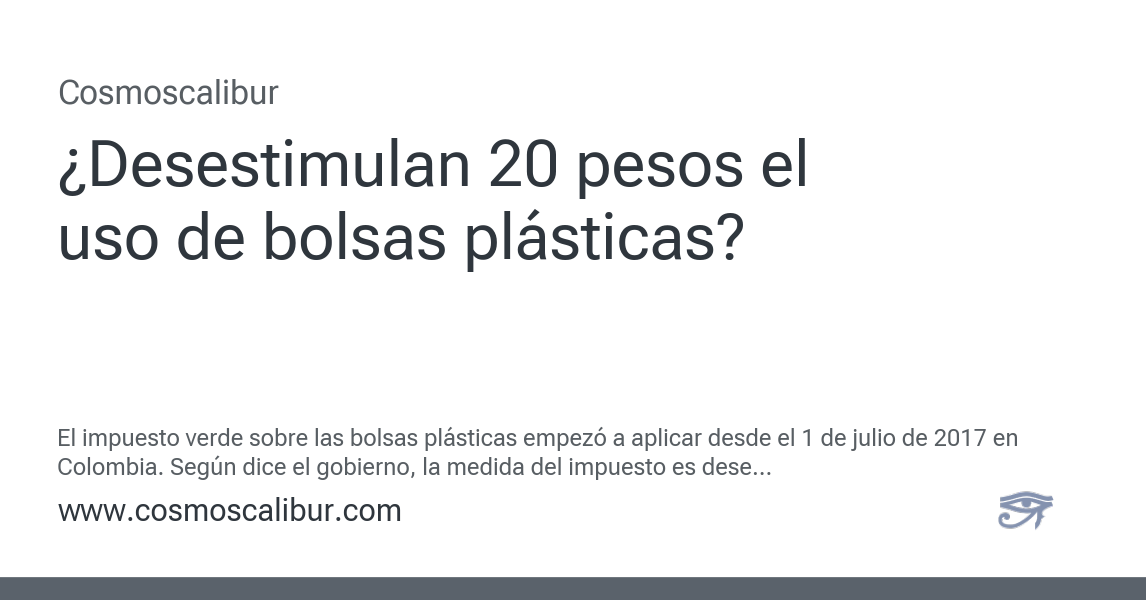 Cosmoscalibur
¿Desestimulan 20 pesos el
uso de bolsas plásticas?
El impuesto verde sobre las bolsas plásticas empezó a aplicar desde el 1 de julio de 2017 en
Colombia. Según dice el gobierno, la medida del impuesto es dese...
www.cosmoscalibur.com